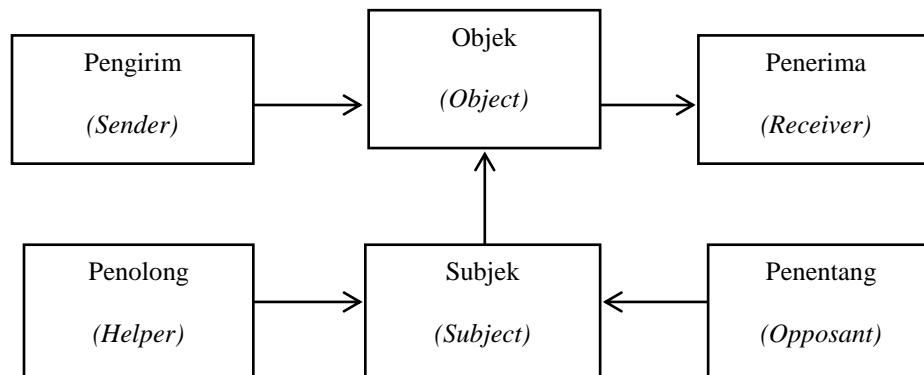 Pengirim
(Sender)
Objek
(Object)
Penerima
(Receiver)
Penolong
(Helper)
Subjek
(Subject)
Penentang
(Opposant)